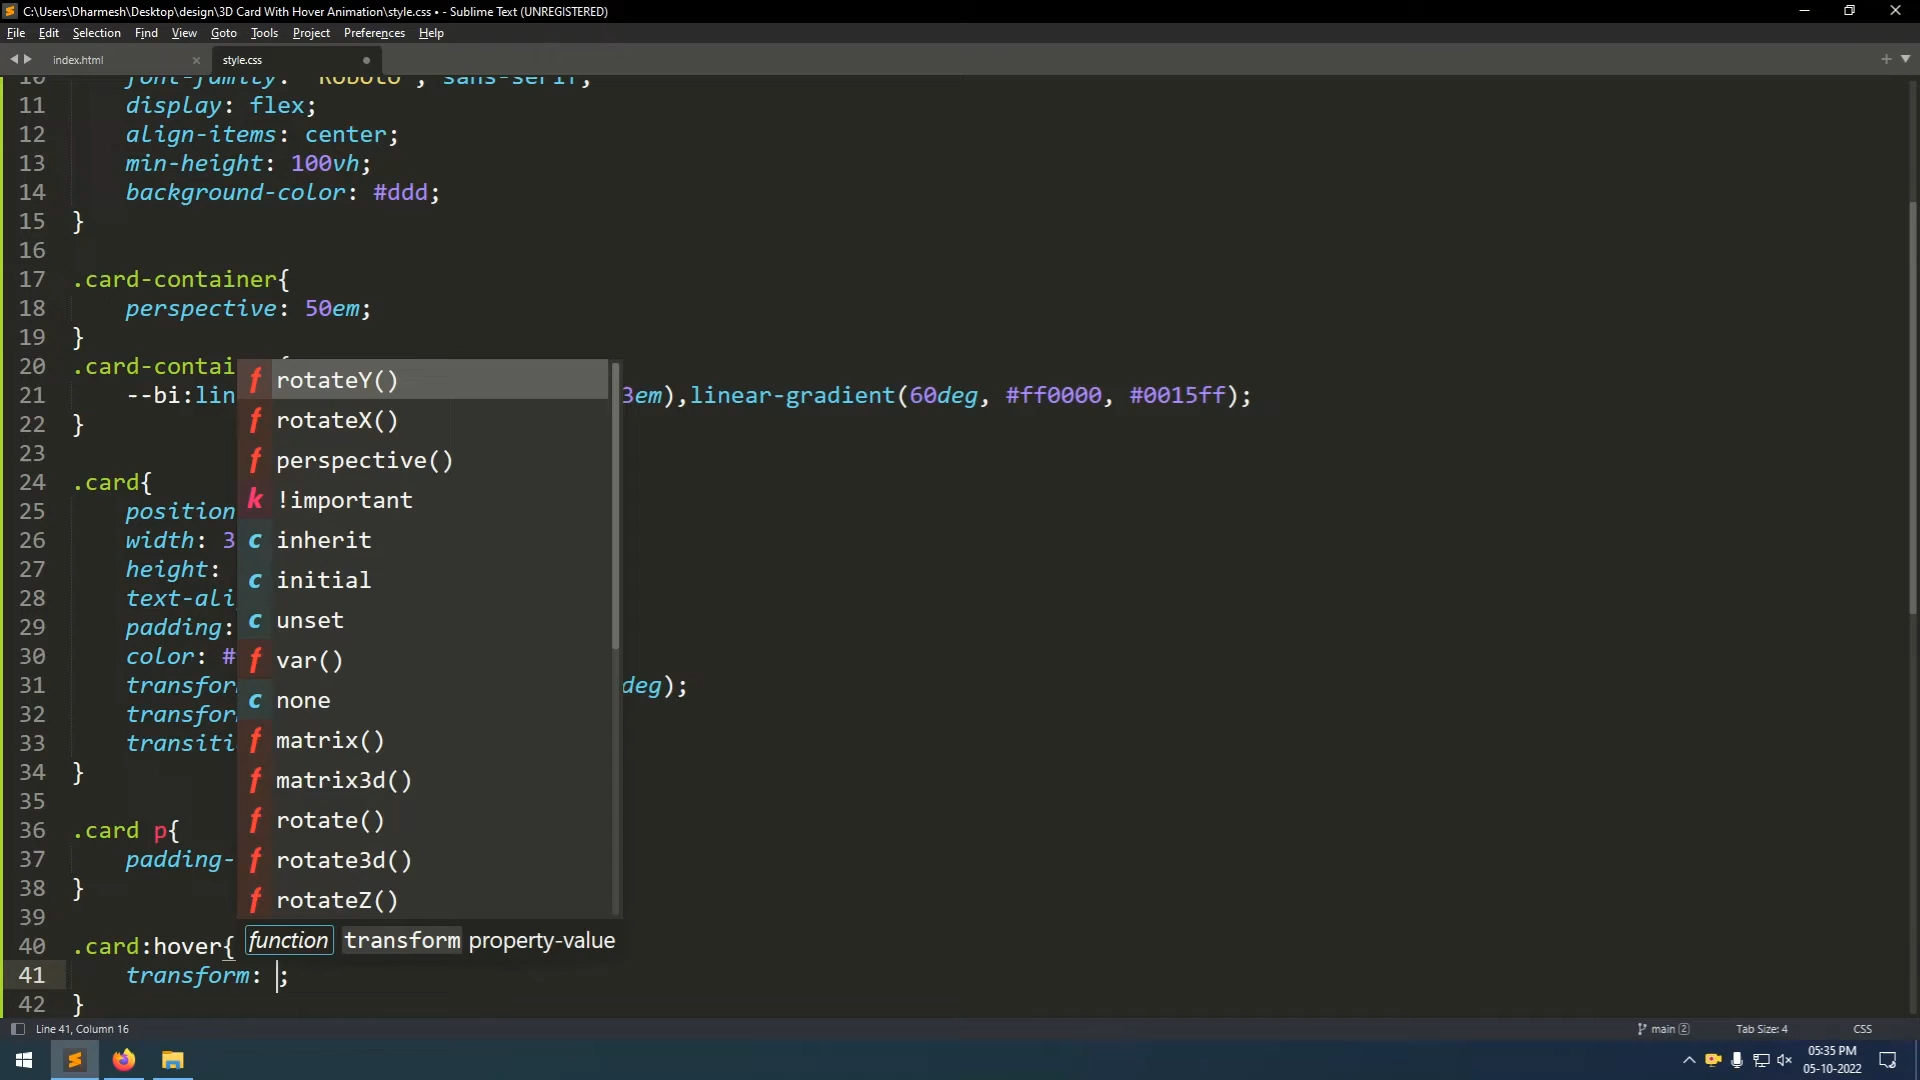 C:\Users\Dharmesh\Desktop\design\3D Card With Hover Animation\style.css • - Sublime Text (UNREGISTERED)
File Edit Selection Find View Goto Tools Project Preferences Help
index.html × style.css
10 font-family: 'Roboto', sans-serif;
11 display: flex;
12 align-items: center;
13 min-height: 100vh;
14 background-color: #ddd;
15 }
16
17 .card-container{
18 perspective: 50em;
19 }
20 .card-contai {
21 --bi:lin 3em),linear-gradient(60deg, #ff0000, #0015ff);
22 }
23
24 .card{
25 position
26 width: 3
27 height:
28 text-ali
29 padding:
30 color: #
31 transfor deg);
32 transfor
33 transiti
34 }
35
36 .card p{
37 padding-
38 }
39
40 .card:hover{
41 transform: ;
42 }
f rotateY()
f rotateX()
f perspective()
k !important
c inherit
c initial
c unset
f var()
c none
f matrix()
f matrix3d()
f rotate()
f rotate3d()
f rotateZ()
function transform property-value
Line 41, Column 16 main 2 Tab Size: 4 CSS
05:35 PM
05-10-2022